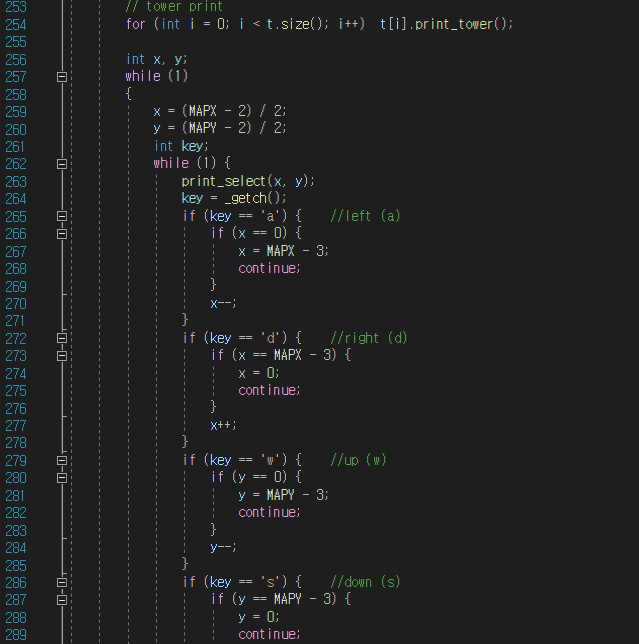 253 // tower print
254 for (int i = 0; i < t.size(); i++) t[i].print_tower();
255
256 int x, y;
257 while (1)
258 {
259 x = (MAPX - 2) / 2;
260 y = (MAPY - 2) / 2;
261 int key;
262 while (1) {
263 print_select(x, y);
264 key = _getch();
265 if (key == 'a') { //left (a)
266 if (x == 0) {
267 x = MAPX - 3;
268 continue;
269 }
270 x--;
271 }
272 if (key == 'd') { //right (d)
273 if (x == MAPX - 3) {
274 x = 0;
275 continue;
276 }
277 x++;
278 }
279 if (key == 'w') { //up (w)
280 if (y == 0) {
281 y = MAPY - 3;
282 continue;
283 }
284 y--;
285 }
286 if (key == 's') { //down (s)
287 if (y == MAPY - 3) {
288 y = 0;
289 continue;